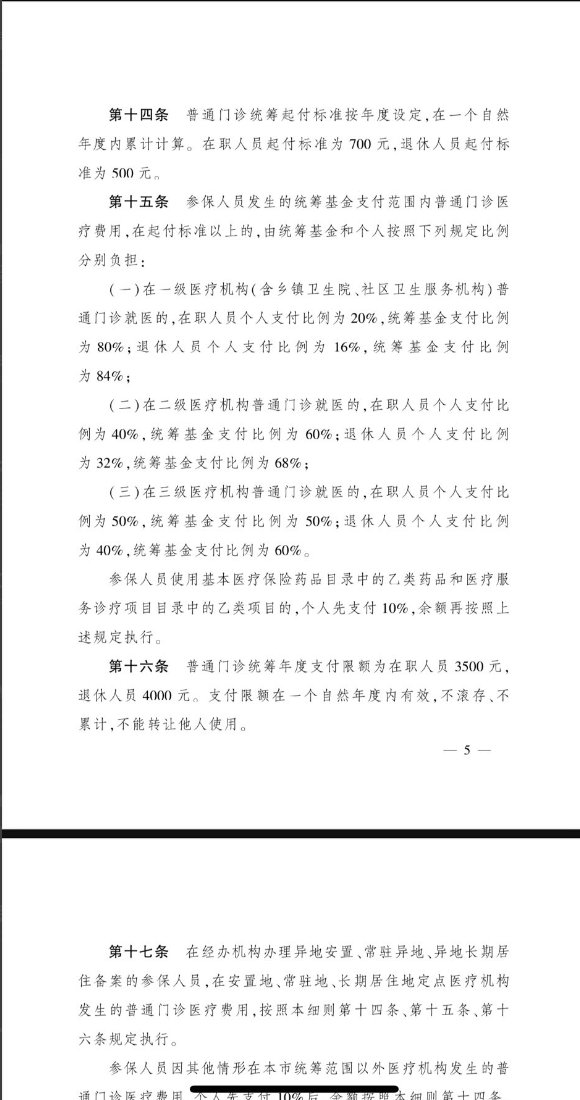 第十四条 普通门诊统筹起付标准按年度设定,在一个自然
年度内累计计算。在职人员起付标准为 700 元,退休人员起付标
准为 500 元。
第十五条 参保人员发生的统筹基金支付范围内普通门诊医
疗费用,在起付标准以上的,由统筹基金和个人按照下列规定比例
分别负担:
(一)在一级医疗机构(含乡镇卫生院、社区卫生服务机构)普
通门诊就医的,在职人员个人支付比例为 20%,统筹基金支付比例
为 80%;退休人员个人支付比例为 16%,统筹基金支付比例
为 84%;
(二)在二级医疗机构普通门诊就医的,在职人员个人支付比
例为 40%,统筹基金支付比例为 60%;退休人员个人支付比例
为 32%,统筹基金支付比例为 68%;
(三)在三级医疗机构普通门诊就医的,在职人员个人支付比
例为 50%,统筹基金支付比例为 50%;退休人员个人支付比例
为 40%,统筹基金支付比例为 60%。
参保人员使用基本医疗保险药品目录中的乙类药品和医疗服
务诊疗项目目录中的乙类项目的,个人先支付 10%,余额再按照上
述规定执行。
第十六条 普通门诊统筹年度支付限额为在职人员 3500 元,
退休人员 4000 元。支付限额在一个自然年度内有效,不滚存、不
累计,不能转让他人使用。
— 5 —
第十七条 在经办机构办理异地安置、常驻异地、异地长期居
住备案的参保人员,在安置地、常驻地、长期居住地定点医疗机构
发生的普通门诊医疗费用,按照本细则第十四条、第十五条、第十
六条规定执行。
参保人员因其他情形在本市统筹范围以外医疗机构发生的普
通门诊医疗费用,个人先支付 10%后,余额按照本细则第十四条、